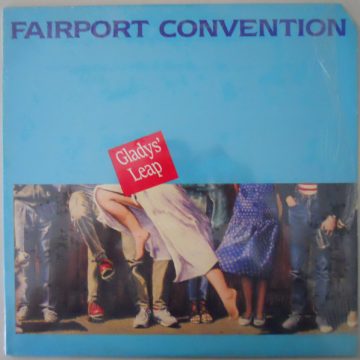 FAIRPORT CONVENTION
Gladys'
Leap